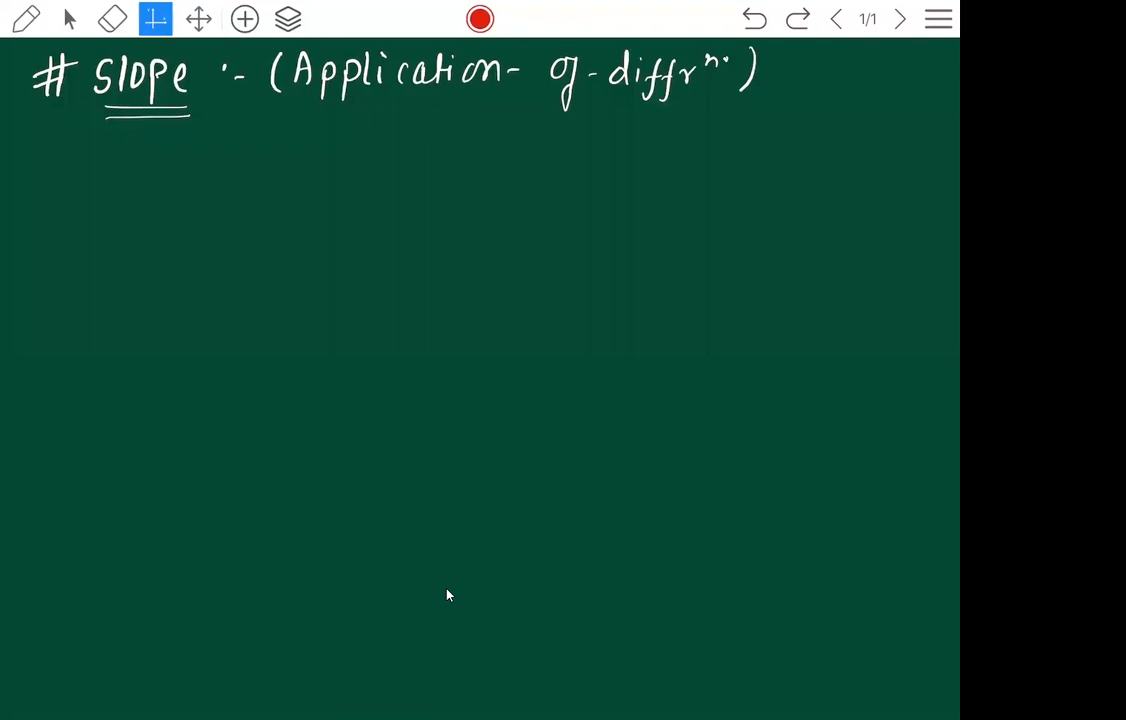 1/1
# Slope :- (Application of diffrn.)